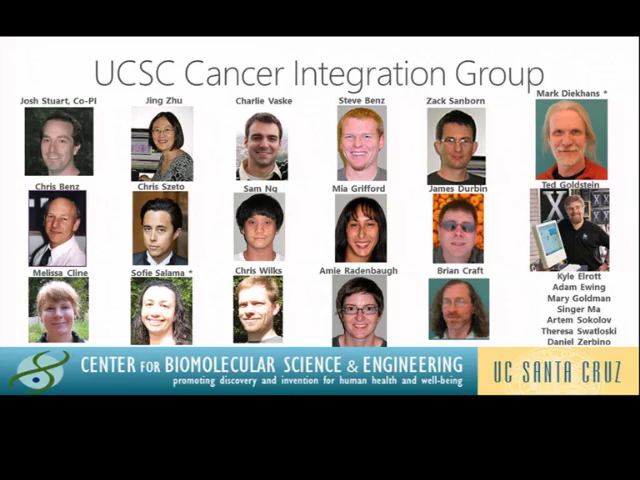 UCSC Cancer Integration Group
Josh Stuart, Co-PI
Jing Zhu
Charlie Vaske
Steve Benz
Zack Sanborn
Mark Diekhans *
Chris Benz
Chris Szeto
Sam Ng
Mia Grifford
James Durbin
Ted Goldstein
Melissa Cline
Sofie Salama *
Chris Wilks
Amie Radenbaugh
Brian Craft
Kyle Elrott
Adam Ewing
Mary Goldman
Singer Ma
Artem Sokolov
Theresa Swatloski
Daniel Zerbino
CENTER FOR BIOMOLECULAR SCIENCE & ENGINEERING
promoting discovery and invention for human health and well-being
UC SANTA CRUZ